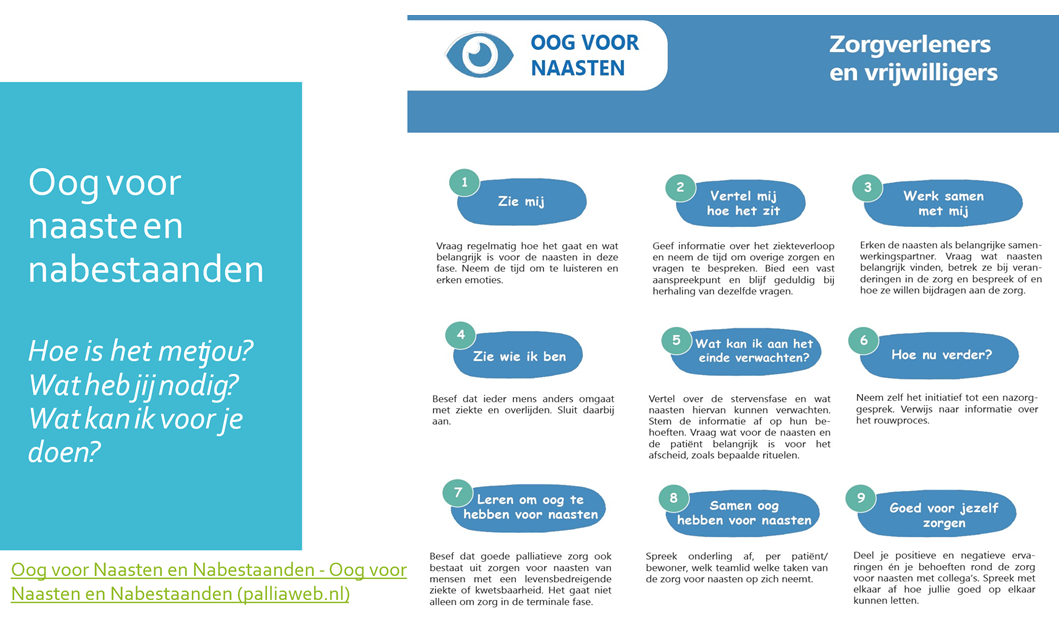 Oog voor
naaste en
nabestaanden
Hoe is het met jou?
Wat heb jij nodig?
Wat kan ik voor je
doen?
Oog voor Naasten en Nabestaanden - Oog voor
Naasten en Nabestaanden (palliaweb.nl)
OOG VOOR
NAASTEN
Zorgverleners
en vrijwilligers
1
Zie mij
Vraag regelmatig hoe het gaat en wat
belangrijk is voor de naasten in deze
fase. Neem de tijd om te luisteren en
erken emoties.
2
Vertel mij
hoe het zit
Geef informatie over het ziekteverloop
en neem de tijd om overige zorgen en
vragen te bespreken. Bied een vast
aanspreekpunt en blijf geduldig bij
herhaling van dezelfde vragen.
3
Werk samen
met mij
Erken de naasten als belangrijke samen-
werkingspartner. Vraag wat naasten
belangrijk vinden, betrek ze bij veran-
deringen in de zorg en bespreek of en
hoe ze willen bijdragen aan de zorg.
4
Zie wie ik ben
Besef dat ieder mens anders omgaat
met ziekte en overlijden. Sluit daarbij
aan.
5
Wat kan ik aan het
einde verwachten?
Vertel over de stervensfase en wat
naasten hiervan kunnen verwachten.
Stem de informatie af op hun be-
hoeften. Vraag wat voor de naasten en
de patiënt belangrijk is voor het
afscheid, zoals bepaalde rituelen.
6
Hoe nu verder?
Neem zelf het initiatief tot een nazorg-
gesprek. Verwijs naar informatie over
het rouwproces.
7
Leren om oog te
hebben voor naasten
Besef dat goede palliatieve zorg ook
bestaat uit zorgen voor naasten van
mensen met een levensbedreigende
ziekte of kwetsbaarheid. Het gaat niet
alleen om zorg in de terminale fase.
8
Samen oog
hebben voor naasten
Spreek onderling af, per patiënt/
bewoner, welk teamlid welke taken van
de zorg voor naasten op zich neemt.
9
Goed voor jezelf
zorgen
Deel je positieve en negatieve erva-
ringen én je behoeften rond de zorg
voor naasten met collega's. Spreek met
elkaar af hoe jullie goed op elkaar
kunnen letten.